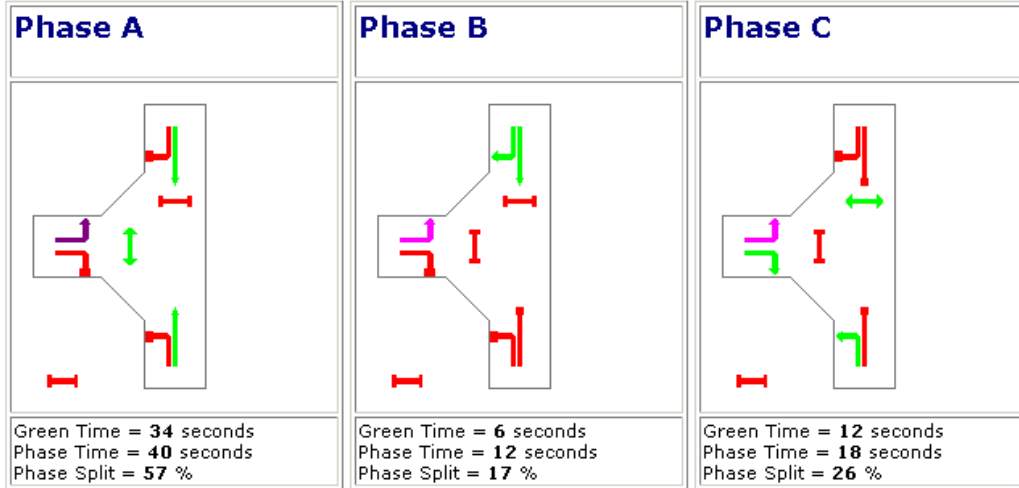 Phase A
Phase B
Phase C
Green Time = 34 seconds
Phase Time = 40 seconds
Phase Split = 57 %
Green Time = 6 seconds
Phase Time = 12 seconds
Phase Split = 17 %
Green Time = 12 seconds
Phase Time = 18 seconds
Phase Split = 26 %